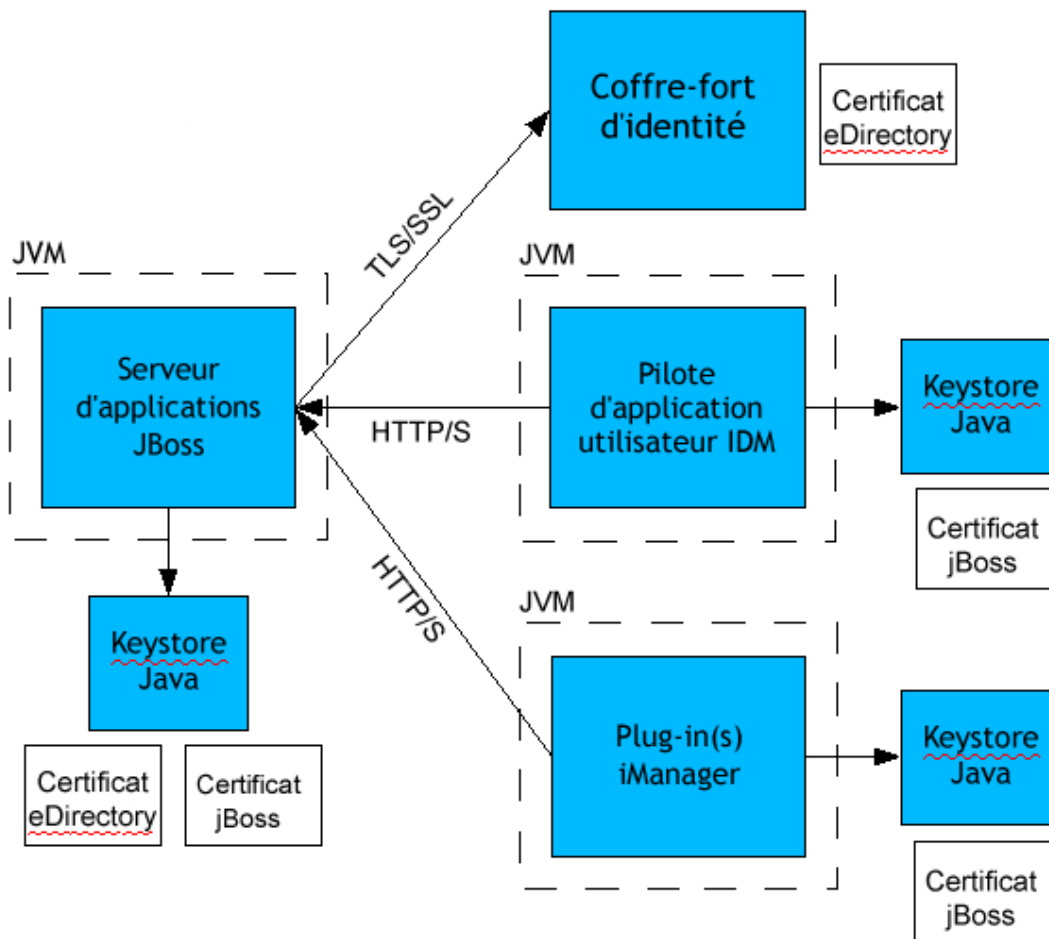 Coffre-fort
d'identité
Certificat
eDirectory
TLS/SSL
JVM
Serveur
d'applications
JBoss
HTTP/S
JVM
Pilote
d'application
utilisateur IDM
Keystore
Java
Certificat
jBoss
HTTP/S
Keystore
Java
Certificat
eDirectory
Certificat
jBoss
JVM
Plug-in(s)
iManager
Keystore
Java
Certificat
jBoss